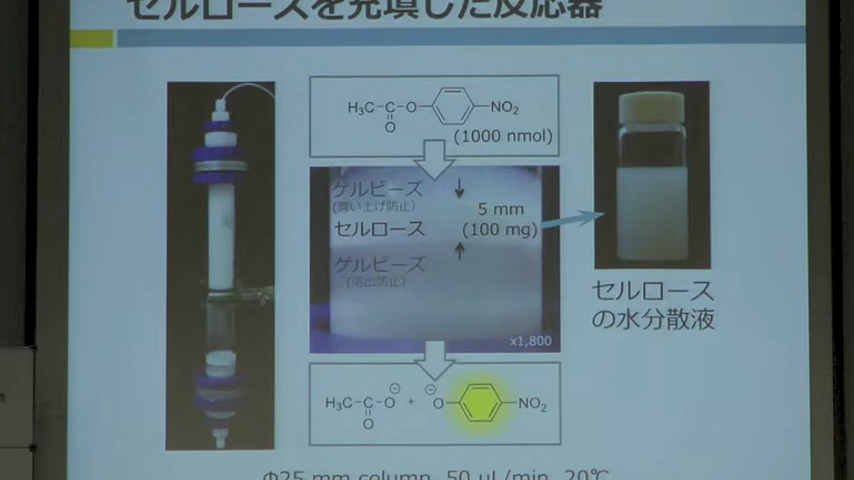 セルロースを充填した反応器
H₃C-C-O-NO₂
O
(1000 nmol)
ゲルビーズ
(舞い上げ防止)
5 mm
セルロース
(100 mg)
ゲルビーズ
(溶出防止)
x1,800
セルロース
の水分散液
H₃C-C-O⊖ + ⊖O-NO₂
O
Φ25 mm column, 50 μL/min, 20℃